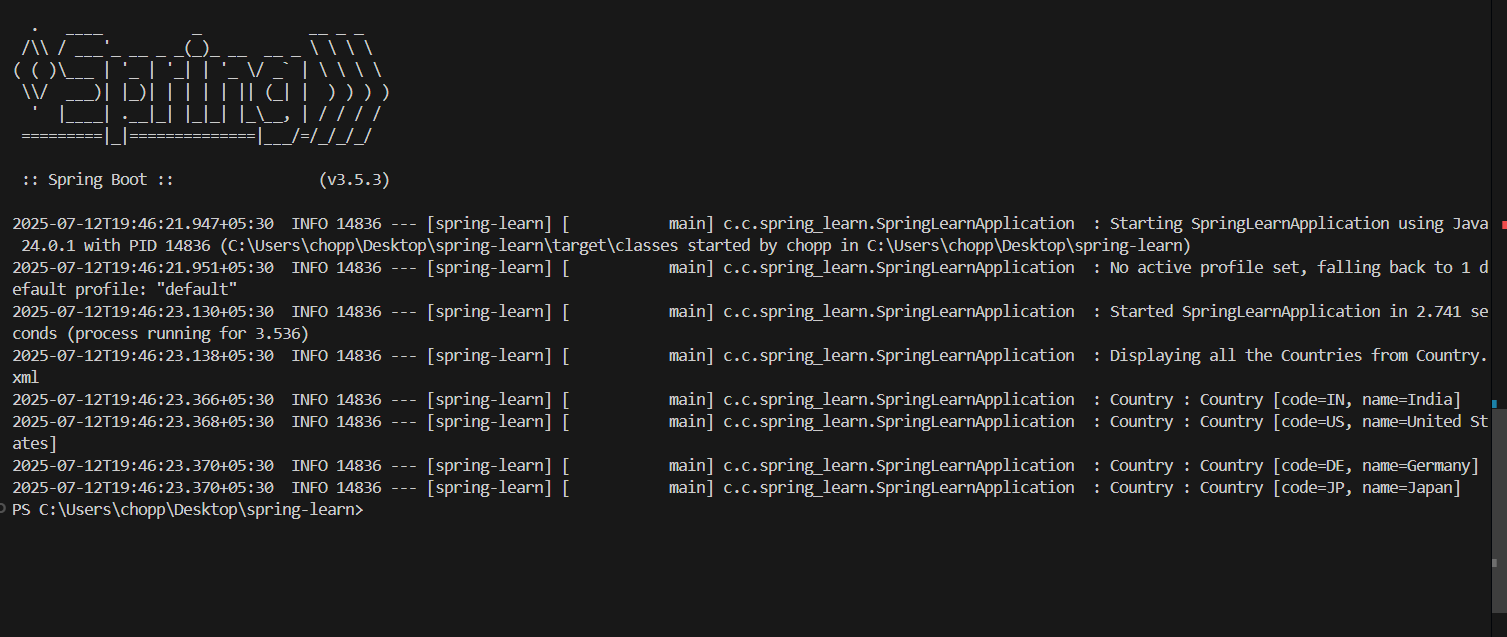 .   ____          _            __ _ _
 /\\ / ___'_ __ _ _(_)_ __  __ _ \ \ \ \
( ( )\___ | '_ | '_| | '_ \/ _` | \ \ \ \
 \\/  ___)| |_)| | | | | || (_| |  ) ) ) )
  '  |____| .__|_| |_|_| |_\__, | / / / /
 =========|_|==============|___/=/_/_/_/

 :: Spring Boot ::                (v3.5.3)

2025-07-12T19:46:21.947+05:30  INFO 14836 --- [spring-learn] [           main] c.c.spring_learn.SpringLearnApplication  : Starting SpringLearnApplication using Java
 24.0.1 with PID 14836 (C:\Users\chopp\Desktop\spring-learn\target\classes started by chopp in C:\Users\chopp\Desktop\spring-learn)
2025-07-12T19:46:21.951+05:30  INFO 14836 --- [spring-learn] [           main] c.c.spring_learn.SpringLearnApplication  : No active profile set, falling back to 1 d
efault profile: "default"
2025-07-12T19:46:23.130+05:30  INFO 14836 --- [spring-learn] [           main] c.c.spring_learn.SpringLearnApplication  : Started SpringLearnApplication in 2.741 se
conds (process running for 3.536)
2025-07-12T19:46:23.138+05:30  INFO 14836 --- [spring-learn] [           main] c.c.spring_learn.SpringLearnApplication  : Displaying all the Countries from Country.
xml
2025-07-12T19:46:23.366+05:30  INFO 14836 --- [spring-learn] [           main] c.c.spring_learn.SpringLearnApplication  : Country : Country [code=IN, name=India]
2025-07-12T19:46:23.368+05:30  INFO 14836 --- [spring-learn] [           main] c.c.spring_learn.SpringLearnApplication  : Country : Country [code=US, name=United St
ates]
2025-07-12T19:46:23.370+05:30  INFO 14836 --- [spring-learn] [           main] c.c.spring_learn.SpringLearnApplication  : Country : Country [code=DE, name=Germany]
2025-07-12T19:46:23.370+05:30  INFO 14836 --- [spring-learn] [           main] c.c.spring_learn.SpringLearnApplication  : Country : Country [code=JP, name=Japan]
PS C:\Users\chopp\Desktop\spring-learn>